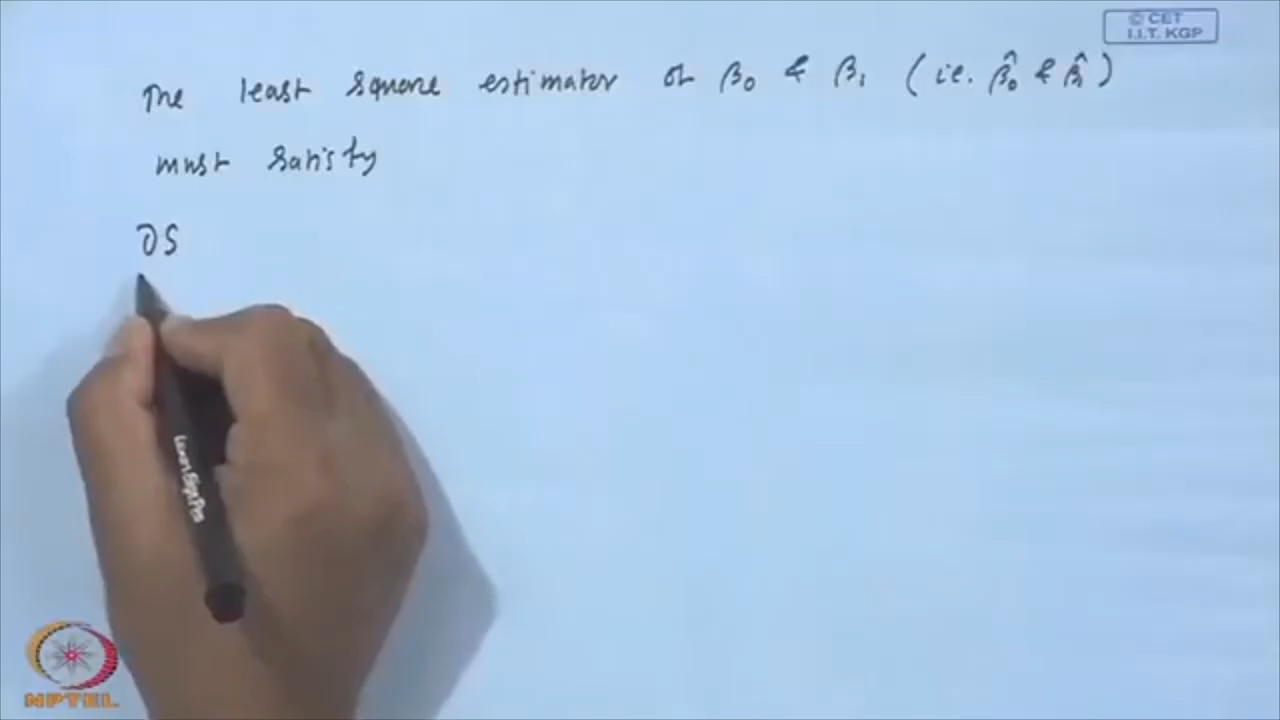 © CET
I.I.T. KGP
The least square estimator of β₀ & β₁ (i.e. β̂₀ & β̂₁)
must satisfy
∂S
NPTEL